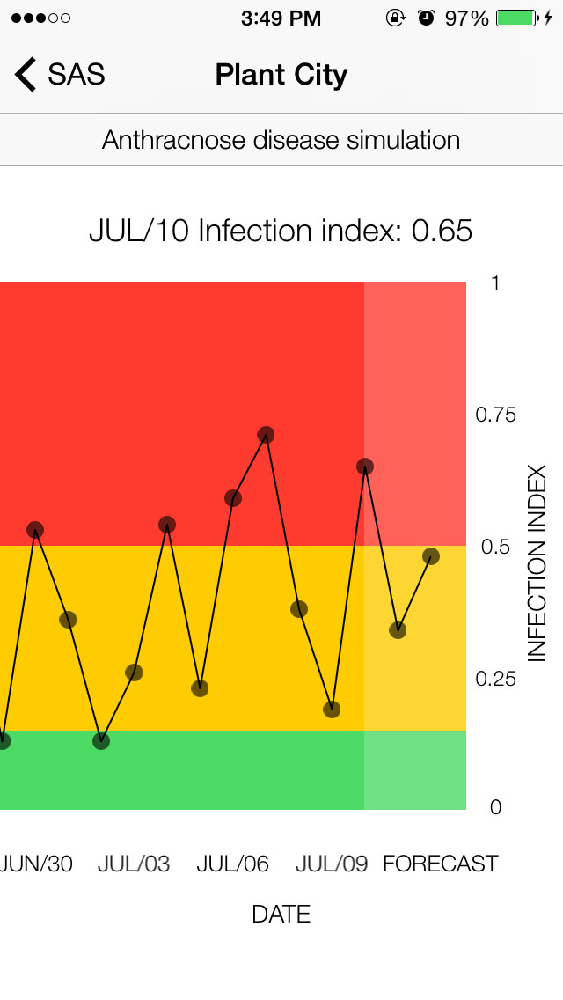 3:49 PM 97%
SAS Plant City
Anthracnose disease simulation
JUL/10 Infection index: 0.65
1
0.75
0.5
0.25
0
INFECTION INDEX
JUN/30 JUL/03 JUL/06 JUL/09 FORECAST
DATE